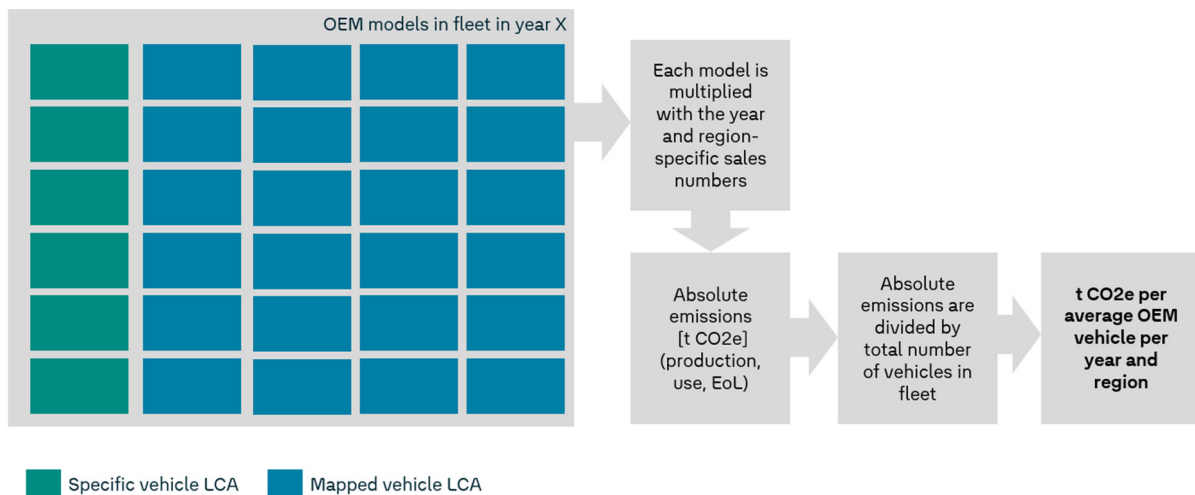 OEM models in fleet in year X
Each model is
multiplied
with the year
and region-
specific sales
numbers
Absolute
emissions
[t CO2e]
(production,
use, EoL)
Absolute
emissions are
divided by
total number
of vehicles in
fleet
t CO2e per
average OEM
vehicle per
year and
region
Specific vehicle LCA
Mapped vehicle LCA